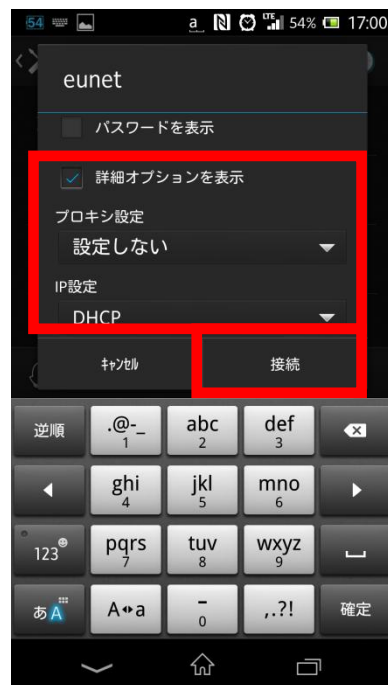 54 a LTE 54% 17:00
eunet
パスワードを表示
詳細オプションを表示
プロキシ設定
設定しない
IP設定
DHCP
ｷｬﾝｾﾙ 接続
逆順 .@-_ abc def
1 2 3
ghi jkl mno
4 5 6
123 pqrs tuv wxyz
7 8 9
あA A⇔a - ,.?! 確定
0